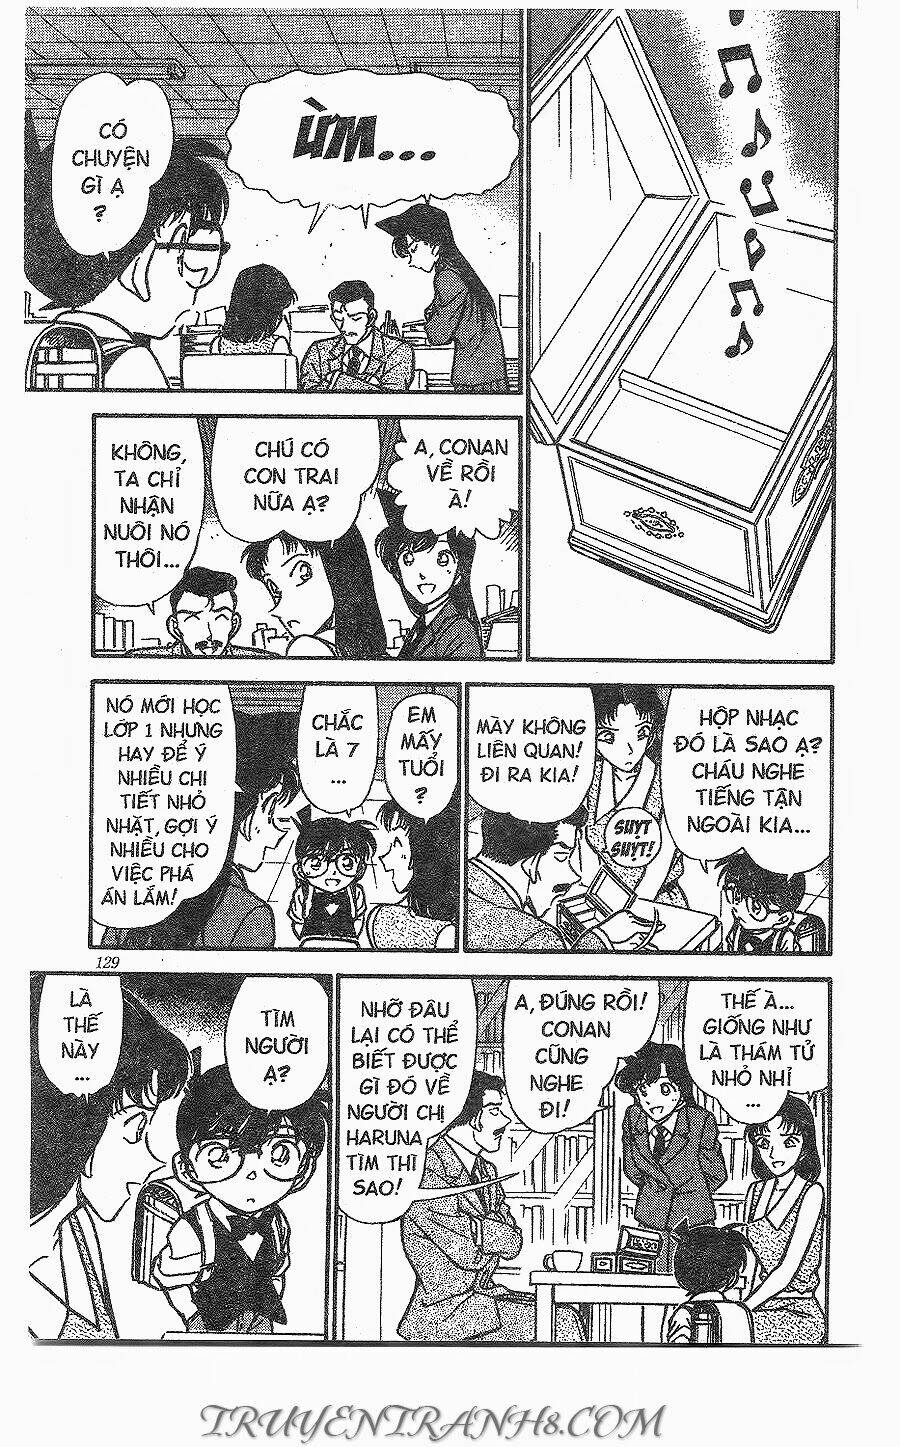 ỪM...
CÓ
CHUYỆN
GÌ Ạ
?
A, CONAN
VỀ RỒI
À!
CHÚ CÓ
CON TRAI
NỮA Ạ?
KHÔNG,
TA CHỈ
NHẬN
NUÔI NÓ
THÔI...
HỘP NHẠC
ĐÓ LÀ SAO Ạ?
CHÁU NGHE
TIẾNG TẬN
NGOÀI KIA...
SUỴT
SUỴT!
MÀY KHÔNG
LIÊN QUAN!
ĐI RA KIA!
EM
MẤY
TUỔI
?
CHẮC
LÀ 7
...
NÓ MỚI HỌC
LỚP 1 NHƯNG
HAY ĐỂ Ý
NHIỀU CHI
TIẾT NHỎ
NHẶT, GỢI Ý
NHIỀU CHO
VIỆC PHÁ
ÁN LẮM!
129
THẾ À...
GIỐNG NHƯ
LÀ THÁM TỬ
NHỎ NHỈ
...
A, ĐÚNG RỒI!
CONAN
CŨNG
NGHE
ĐI!
NHỠ ĐÂU
LẠI CÓ THỂ
BIẾT ĐƯỢC
GÌ ĐÓ VỀ
NGƯỜI CHỊ
HARUNA
TÌM THÌ
SAO!
TÌM
NGƯỜI
Ạ?
LÀ
THẾ
NÀY
...
TRUYENTRANH8.COM